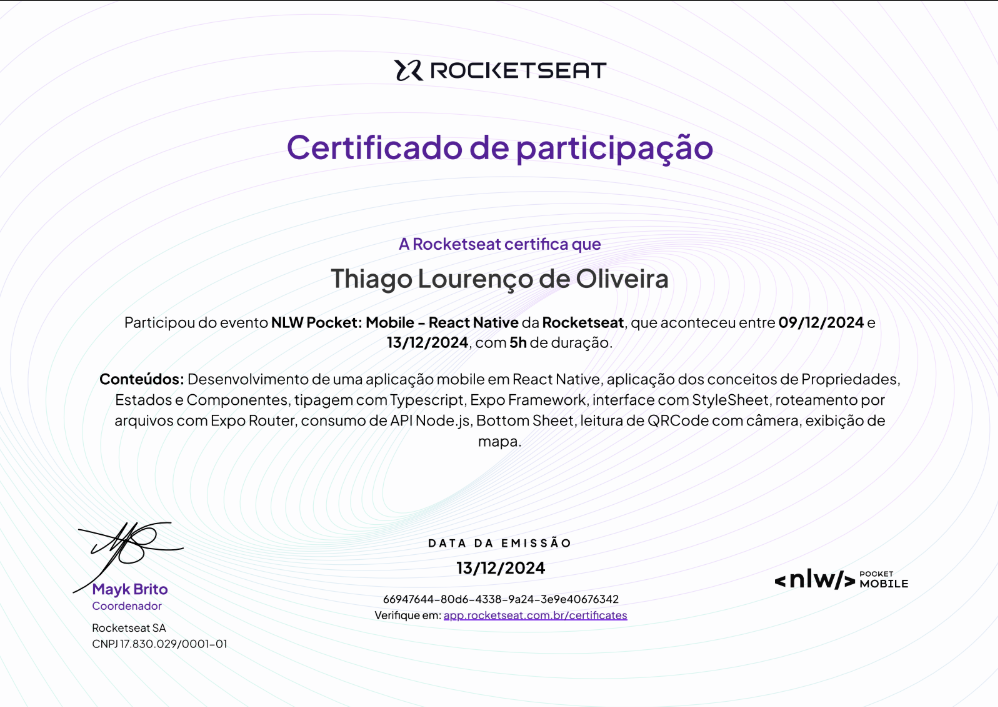 ROCKETSEAT
Certificado de participação
A Rocketseat certifica que
Thiago Lourenço de Oliveira
Participou do evento NLW Pocket: Mobile - React Native da Rocketseat, que aconteceu entre 09/12/2024 e
13/12/2024, com 5h de duração.
Conteúdos: Desenvolvimento de uma aplicação mobile em React Native, aplicação dos conceitos de Propriedades,
Estados e Componentes, tipagem com Typescript, Expo Framework, interface com StyleSheet, roteamento por
arquivos com Expo Router, consumo de API Node.js, Bottom Sheet, leitura de QRCode com câmera, exibição de
mapa.
Mayk Brito
Coordenador
Rocketseat SA
CNPJ 17.830.029/0001-01
DATA DA EMISSÃO
13/12/2024
66947644-80d6-4338-9a24-3e9e40676342
Verifique em: app.rocketseat.com.br/certificates
<nlw/> POCKET
MOBILE